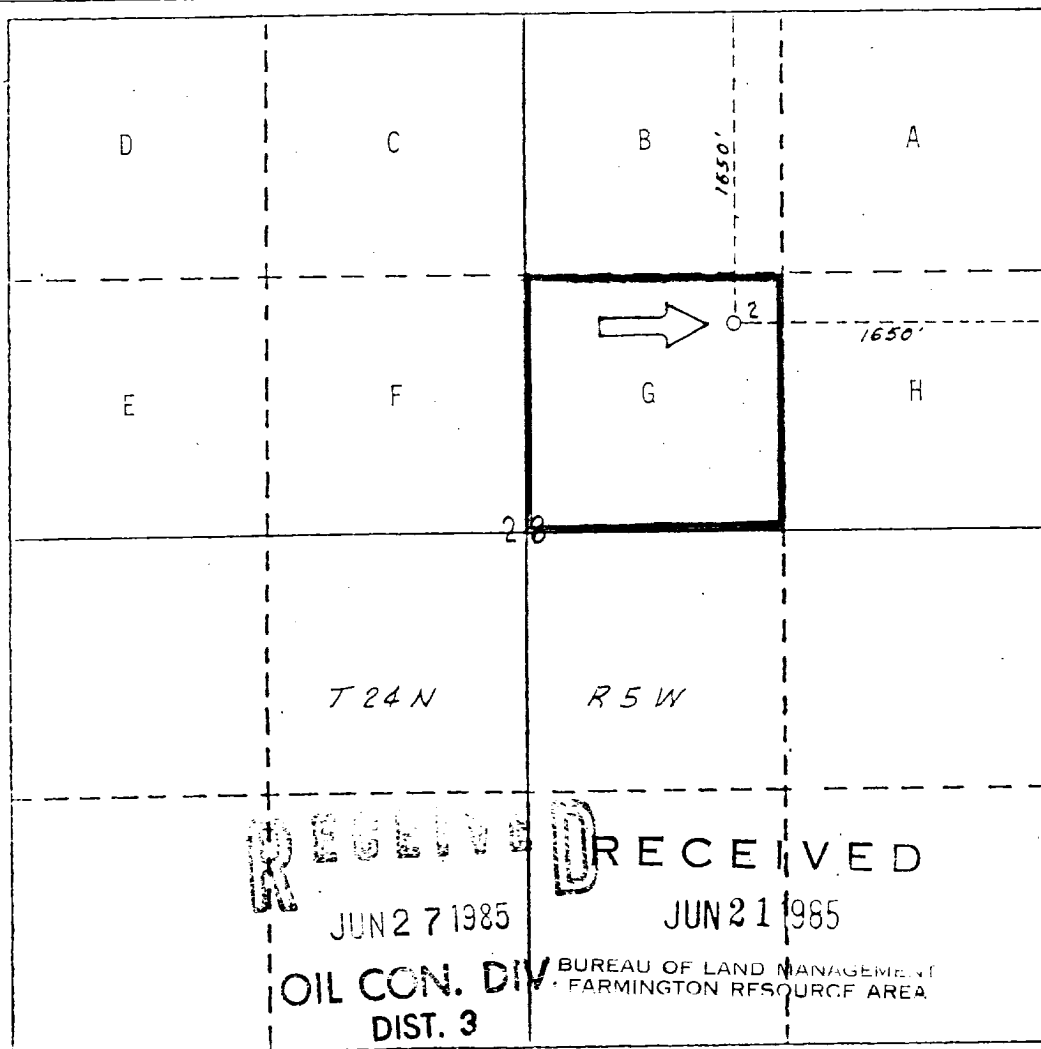 D C B A
1650'
2
1650'
E F G H
28
T 24 N R 5 W
RECEIVED
RECEIVED
JUN 27 1985
JUN 21 1985
OIL CON. DIV.
BUREAU OF LAND MANAGEMENT
FARMINGTON RESOURCE AREA
DIST. 3